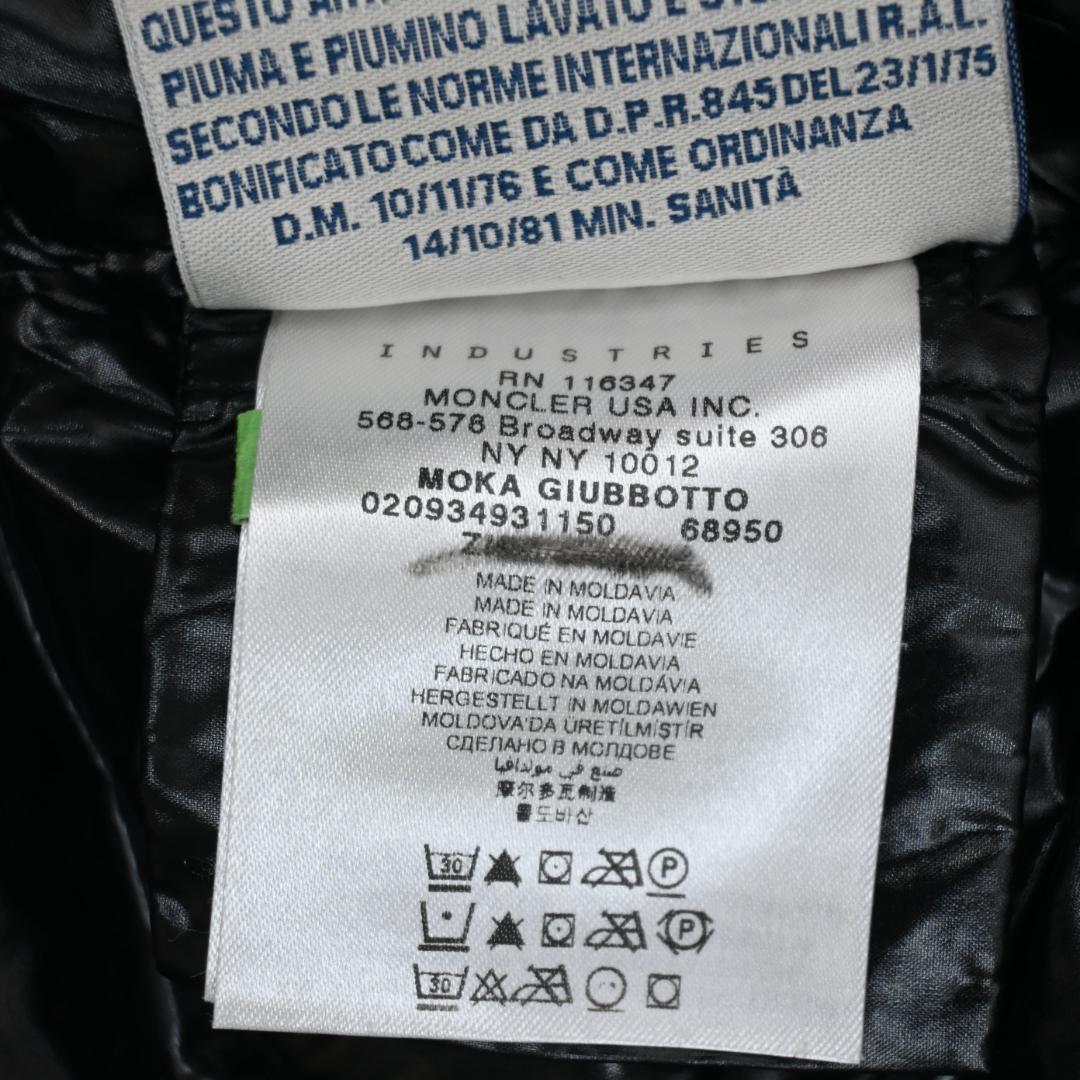 QUESTO
PIUMA E PIUMINO LAVATO E
SECONDO LE NORME INTERNAZIONALI R.A.L.
BONIFICATO COME DA D.P.R.845 DEL 23/1/75
D.M. 10/11/76 E COME ORDINANZA
14/10/81 MIN. SANITÀ
INDUSTRIES
RN 116347
MONCLER USA INC.
568-578 Broadway suite 306
NY NY 10012
MOKA GIUBBOTTO
020934931150 68950
MADE IN MOLDAVIA
MADE IN MOLDAVIA
FABRIQUÉ EN MOLDAVIE
HECHO EN MOLDAVIA
FABRICADO NA MOLDÁVIA
HERGESTELLT IN MOLDAWIEN
MOLDOVA'DA ÜRETİLMİŞTİR
СДЕЛАНО В МОЛДОВЕ
صنع في مولدافيا
摩尔多瓦制造
몰도바산
30 P
P
30